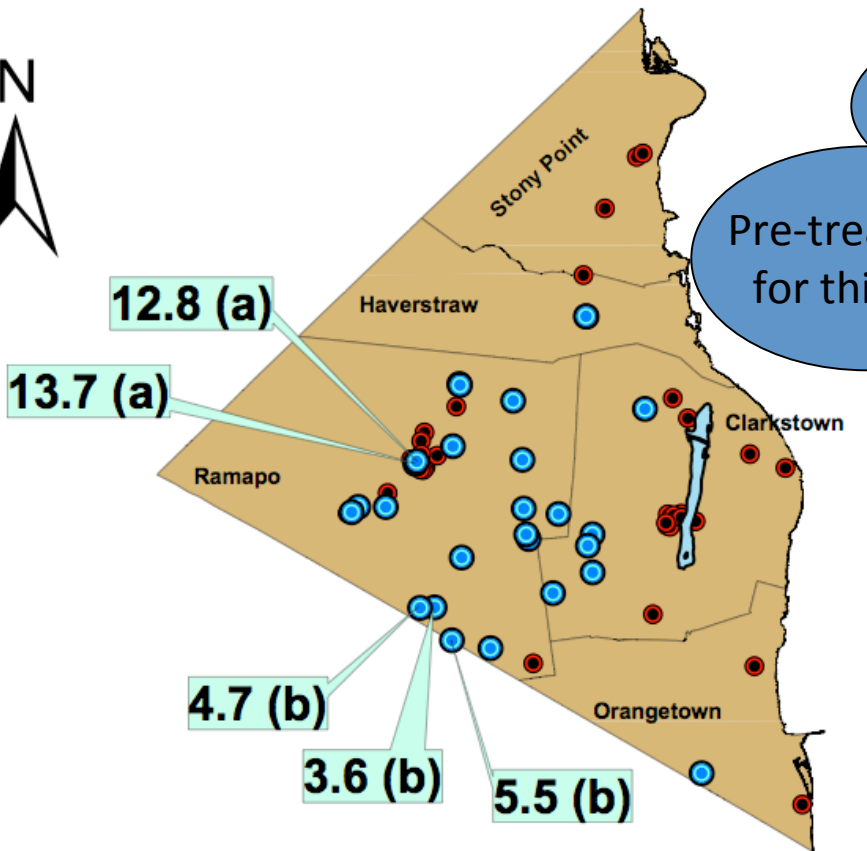 N
Stony Point
Pre-trea
for thi
12.8 (a)
Haverstraw
13.7 (a)
Clarkstown
Ramapo
4.7 (b)
Orangetown
3.6 (b)
5.5 (b)